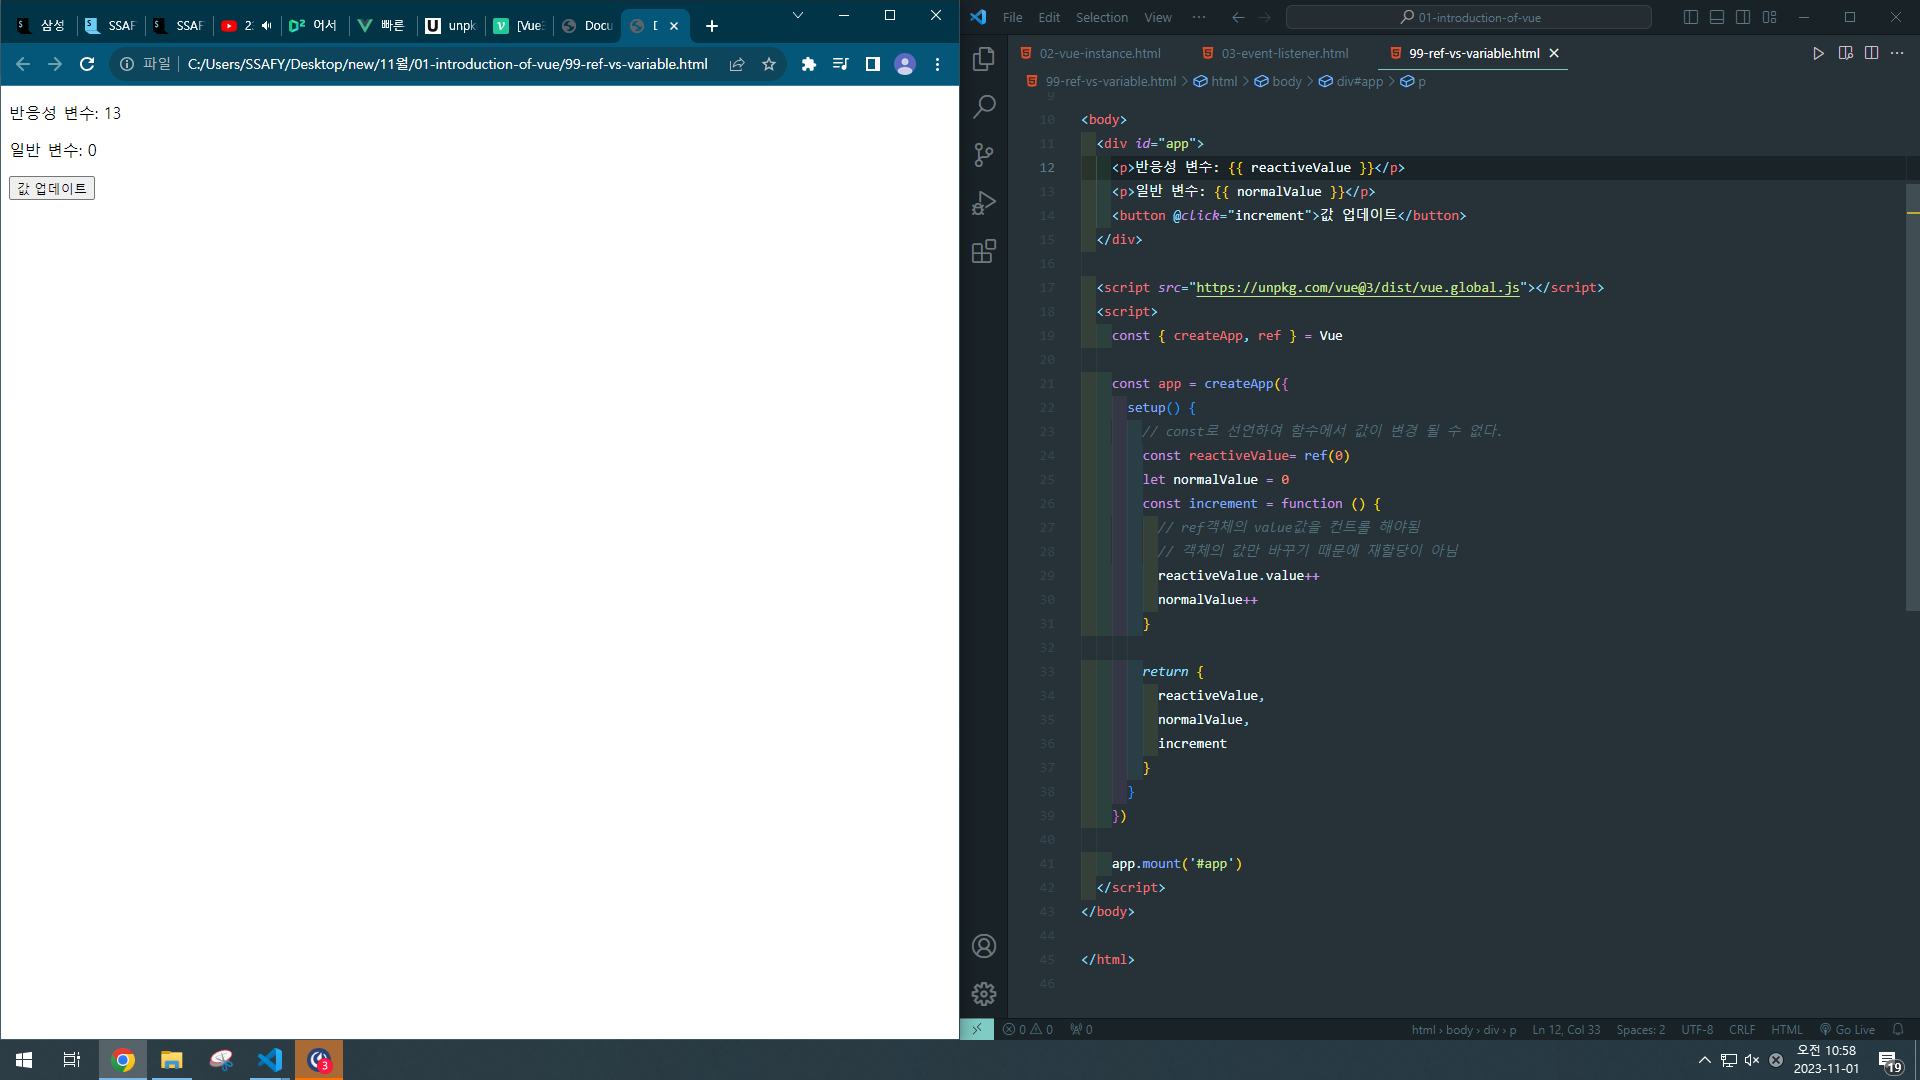 삼성
SSAF
SSAF
2
어서
빠른
unpk
[Vue
Docu
파일
C:/Users/SSAFY/Desktop/new/11월/01-introduction-of-vue/99-ref-vs-variable.html
반응성 변수: 13
일반 변수: 0
값 업데이트
File Edit Selection View ···
01-introduction-of-vue
02-vue-instance.html 03-event-listener.html 99-ref-vs-variable.html
99-ref-vs-variable.html > html > body > div#app > p
9
10 <body>
11 <div id="app">
12 <p>반응성 변수: {{ reactiveValue }}</p>
13 <p>일반 변수: {{ normalValue }}</p>
14 <button @click="increment">값 업데이트</button>
15 </div>
16
17 <script src="https://unpkg.com/vue@3/dist/vue.global.js"></script>
18 <script>
19 const { createApp, ref } = Vue
20
21 const app = createApp({
22 setup() {
23 // const로 선언하여 함수에서 값이 변경 될 수 없다.
24 const reactiveValue= ref(0)
25 let normalValue = 0
26 const increment = function () {
27 // ref객체의 value값을 컨트롤 해야됨
28 // 객체의 값만 바꾸기 때문에 재할당이 아님
29 reactiveValue.value++
30 normalValue++
31 }
32
33 return {
34 reactiveValue,
35 normalValue,
36 increment
37 }
38 }
39 })
40
41 app.mount('#app')
42 </script>
43 </body>
44
45 </html>
46
0 0 0 html › body › div › p Ln 12, Col 33 Spaces: 2 UTF-8 CRLF HTML Go Live
3
오전 10:58
2023-11-01
19